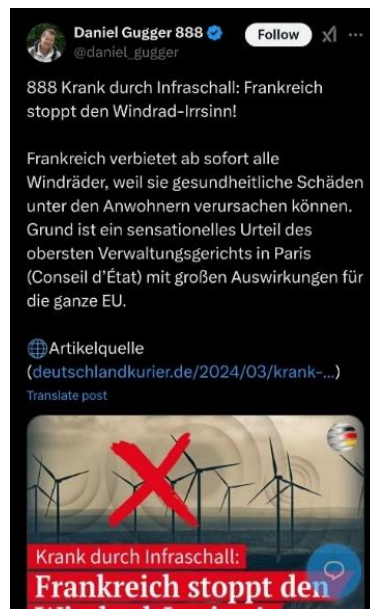 Daniel Gugger 888
Follow
@daniel_gugger
888 Krank durch Infraschall: Frankreich
stoppt den Windrad-Irrsinn!
Frankreich verbietet ab sofort alle
Windräder, weil sie gesundheitliche Schäden
unter den Anwohnern verursachen können.
Grund ist ein sensationelles Urteil des
obersten Verwaltungsgerichts in Paris
(Conseil d'État) mit großen Auswirkungen für
die ganze EU.
Artikelquelle
(deutschlandkurier.de/2024/03/krank-...)
Translate post
Krank durch Infraschall:
Frankreich stoppt den